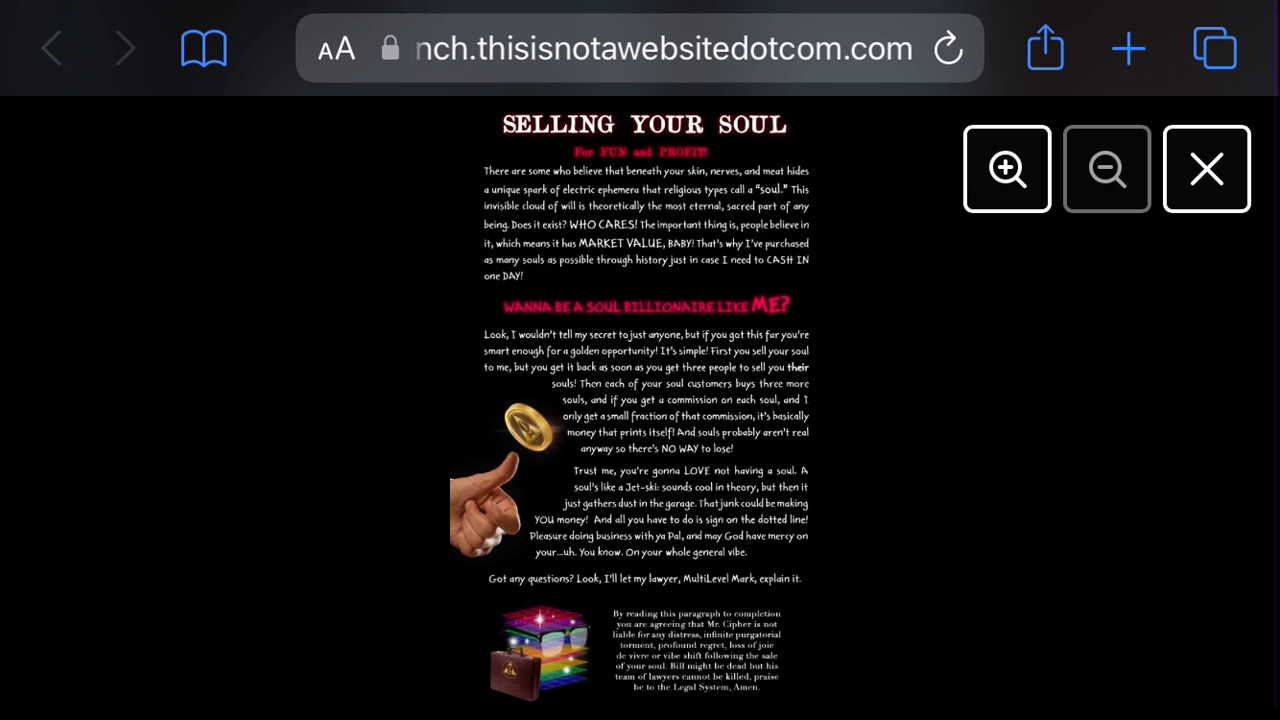 AA nch.thisisnotawebsitedotcom.com
SELLING YOUR SOUL
For FUN and PROFIT!
There are some who believe that beneath your skin, nerves, and meat hides
a unique spark of electric ephemera that religious types call a “soul.” This
invisible cloud of will is theoretically the most eternal, sacred part of any
being. Does it exist? WHO CARES! The important thing is, people believe in
it, which means it has MARKET VALUE, BABY! That’s why I’ve purchased
as many souls as possible through history just in case I need to CASH IN
one DAY!
WANNA BE A SOUL BILLIONAIRE LIKE ME?
Look, I wouldn’t tell my secret to just anyone, but if you got this far you’re
smart enough for a golden opportunity! It’s simple! First you sell your soul
to me, but you get it back as soon as you get three people to sell you their
souls! Then each of your soul customers buys three more
souls, and if you get a commission on each soul, and I
only get a small fraction of that commission, it’s basically
money that prints itself! And souls probably aren’t real
anyway so there’s NO WAY to lose!
Trust me, you’re gonna LOVE not having a soul. A
soul’s like a Jet-ski: sounds cool in theory, but then it
just gathers dust in the garage. That junk could be making
YOU money! And all you have to do is sign on the dotted line!
Pleasure doing business with ya Pal, and may God have mercy on
your...uh. You know. On your whole general vibe.
Got any questions? Look, I’ll let my lawyer, MultiLevel Mark, explain it.
By reading this paragraph to completion
you are agreeing that Mr. Cipher is not
liable for any distress, infinite purgatorial
torment, profound regret, loss of joie
de vivre or vibe shift following the sale
of your soul. Bill might be dead but his
team of lawyers cannot be killed, praise
be to the Legal System, Amen.